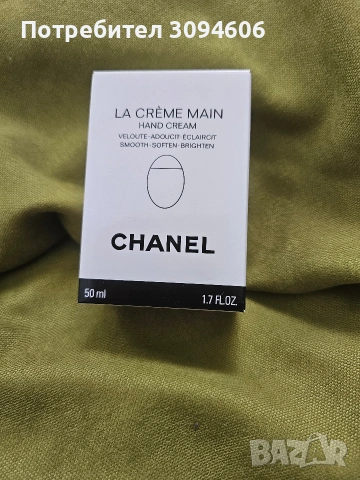 Потребител 3094606
LA CRÈME MAIN
HAND CREAM
VELOUTE-ADOUCIT-ÉCLAIRCIT
SMOOTH-SOFTEN-BRIGHTEN
CHANEL
50 ml 1.7 FL.OZ.
BAZAR